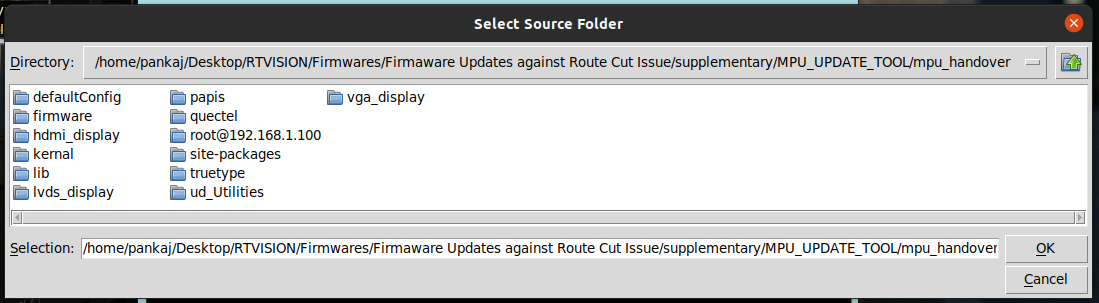 Select Source Folder
Directory: /home/pankaj/Desktop/RTVISION/Firmwares/Firmaware Updates against Route Cut Issue/supplementary/MPU_UPDATE_TOOL/mpu_handover
defaultConfig papis vga_display
firmware quectel
hdmi_display root@192.168.1.100
kernal site-packages
lib truetype
lvds_display ud_Utilities
Selection: /home/pankaj/Desktop/RTVISION/Firmwares/Firmaware Updates against Route Cut Issue/supplementary/MPU_UPDATE_TOOL/mpu_handover
OK
Cancel